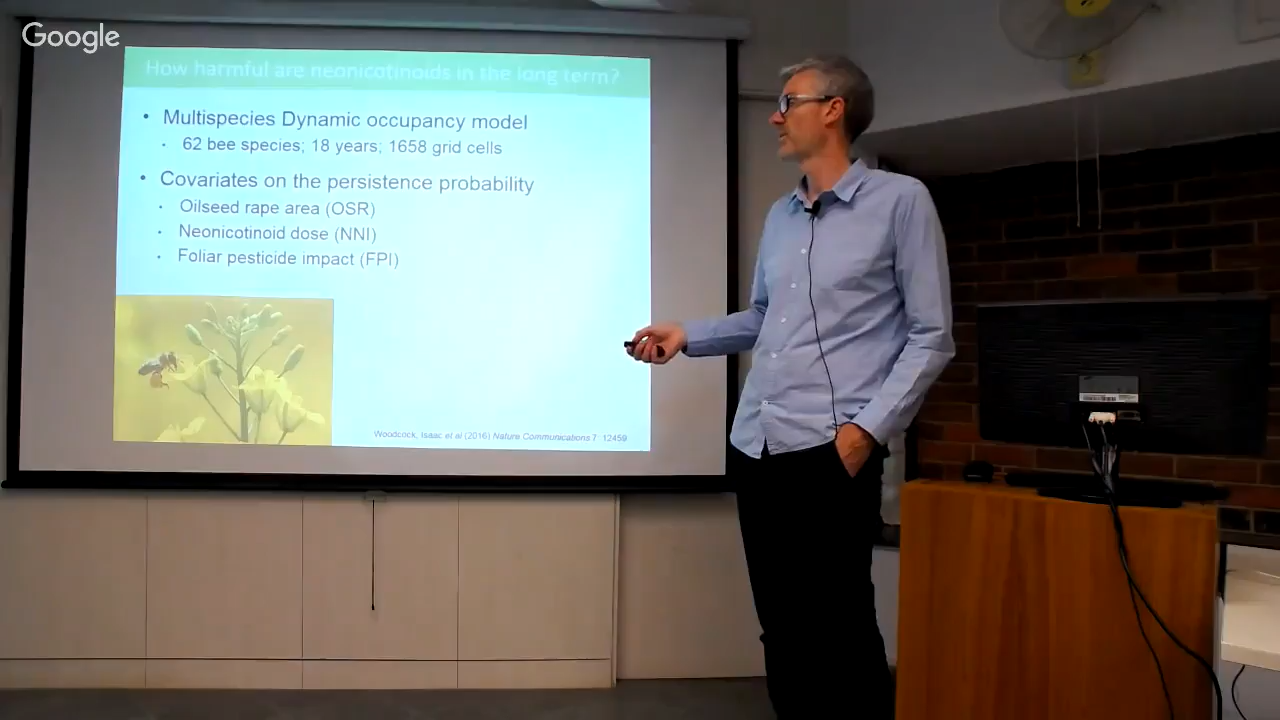 Google
How harmful are neonicotinoids in the long term?
• Multispecies Dynamic occupancy model
• 62 bee species; 18 years; 1658 grid cells
• Covariates on the persistence probability
• Oilseed rape area (OSR)
• Neonicotinoid dose (NNI)
• Foliar pesticide impact (FPI)
Woodcock, Isaac et al (2016) Nature Communications 7: 12459